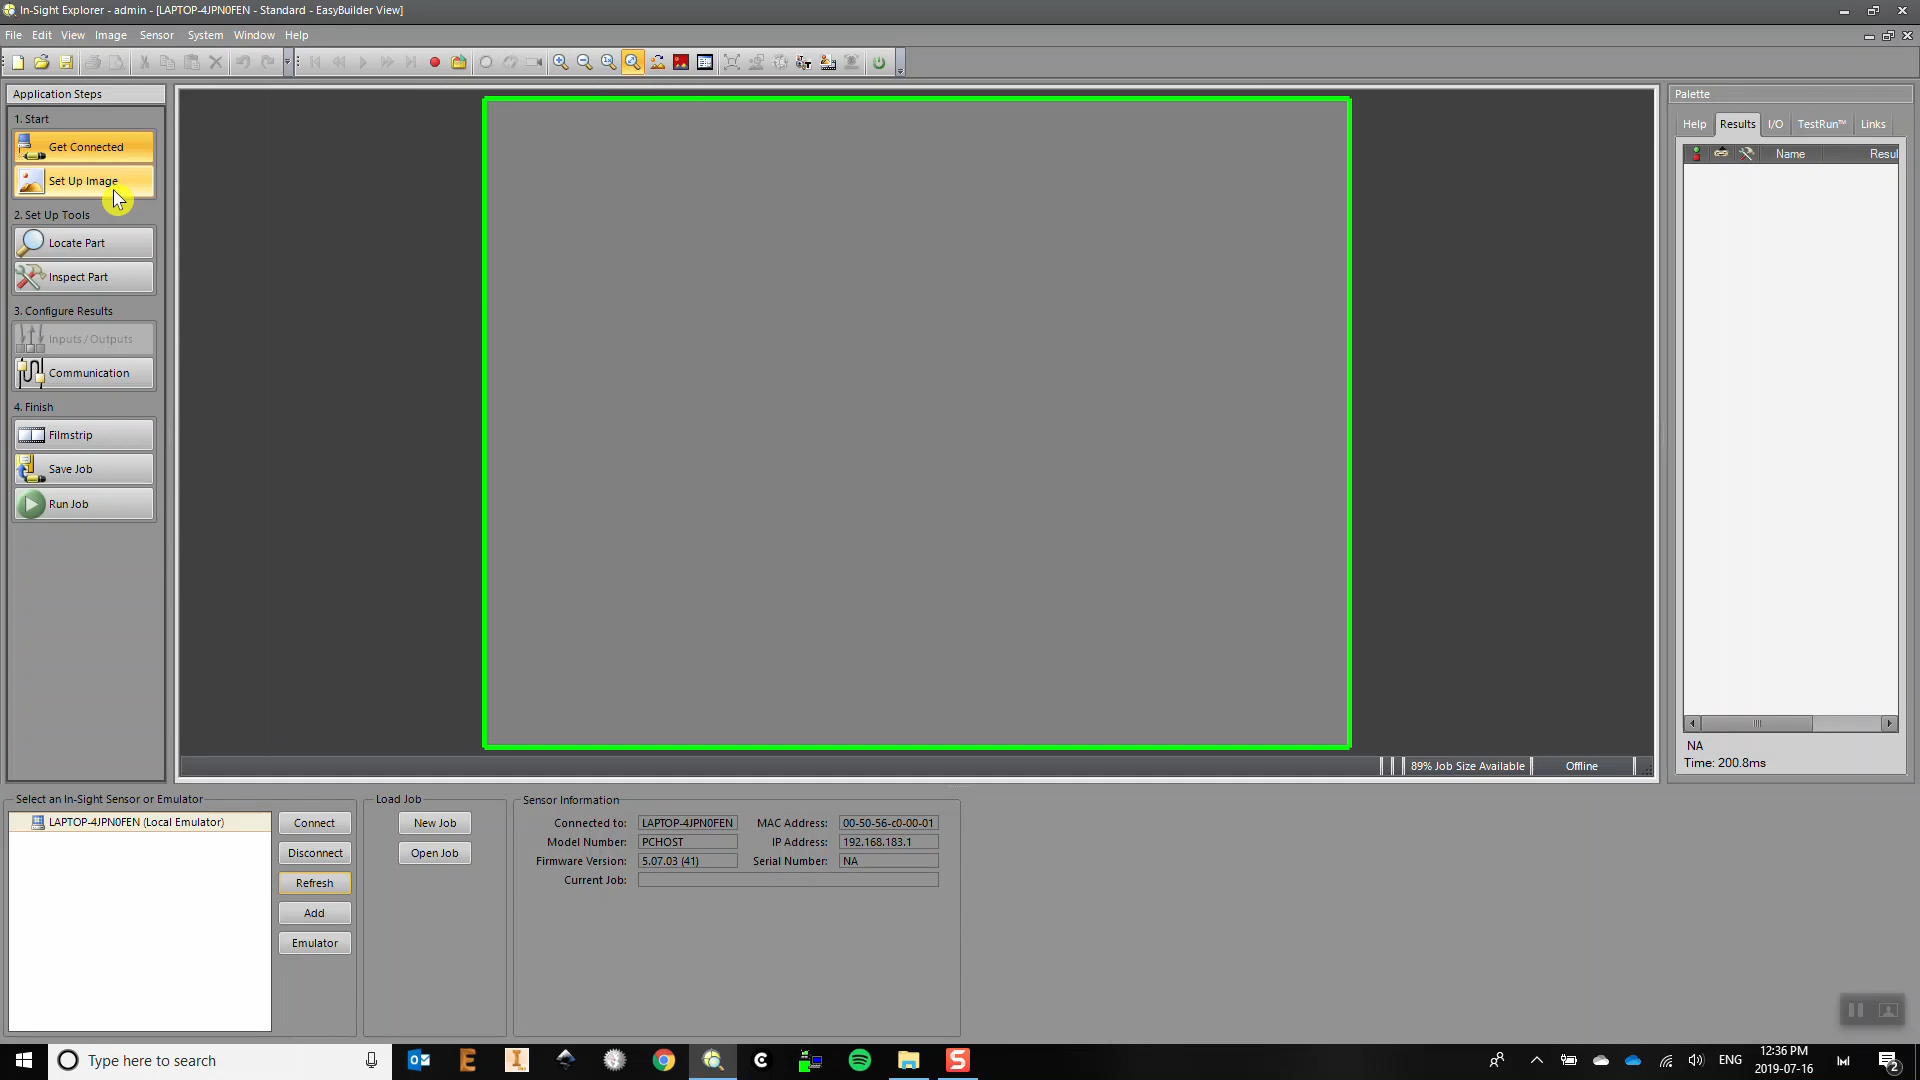 In-Sight Explorer - admin - [LAPTOP-4JPN0FEN - Standard - EasyBuilder View]
File Edit View Image Sensor System Window Help
Application Steps
1. Start
Get Connected
Set Up Image
2. Set Up Tools
Locate Part
Inspect Part
3. Configure Results
Inputs / Outputs
Communication
4. Finish
Filmstrip
Save Job
Run Job
89% Job Size Available
Offline
Palette
Help Results I/O TestRun™ Links
Name Resul
NA
Time: 200.8ms
Select an In-Sight Sensor or Emulator
LAPTOP-4JPN0FEN (Local Emulator)
Connect
Disconnect
Refresh
Add
Emulator
Load Job
New Job
Open Job
Sensor Information
Connected to: LAPTOP-4JPN0FEN MAC Address: 00-50-56-c0-00-01
Model Number: PCHOST IP Address: 192.168.183.1
Firmware Version: 5.07.03 (41) Serial Number: NA
Current Job:
Type here to search
ENG
12:36 PM
2019-07-16
2